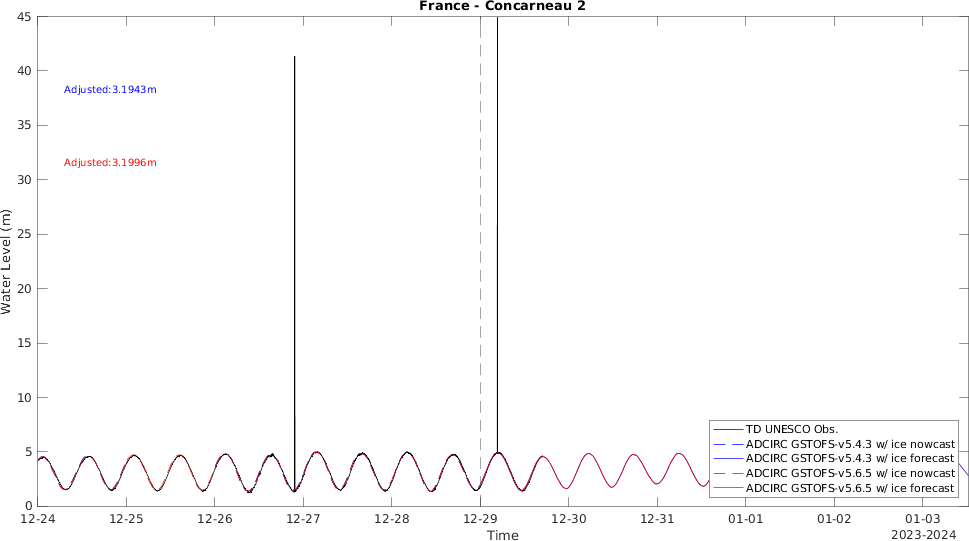 France - Concarneau 2
45
40
35
30
25
20
15
10
5
0
Water Level (m)
Adjusted:3.1943m
Adjusted:3.1996m
TD UNESCO Obs.
ADCIRC GSTOFS-v5.4.3 w/ ice nowcast
ADCIRC GSTOFS-v5.4.3 w/ ice forecast
ADCIRC GSTOFS-v5.6.5 w/ ice nowcast
ADCIRC GSTOFS-v5.6.5 w/ ice forecast
12-24 12-25 12-26 12-27 12-28 12-29 12-30 12-31 01-01 01-02 01-03
Time
2023-2024